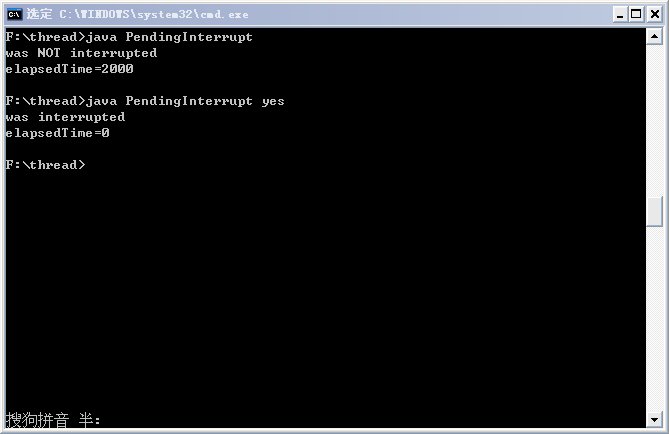 选定 C:\WINDOWS\system32\cmd.exe
F:\thread>java PendingInterrupt
was NOT interrupted
elapsedTime=2000
F:\thread>java PendingInterrupt yes
was interrupted
elapsedTime=0
F:\thread>
搜狗拼音 半: